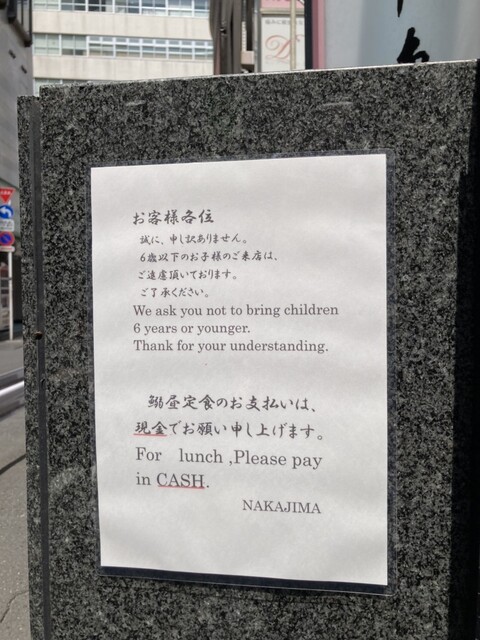 お客様各位
試に、申し訳ありません。
6歳以下のお子様のご来店は、
ご遠慮頂いております。
ご了承ください。
We ask you not to bring children
6 years or younger.
Thank for your understanding.
鰯昼定食のお支払いは、
現金でお願い申し上げます。
For lunch ,Please pay
in CASH.
NAKAJIMA